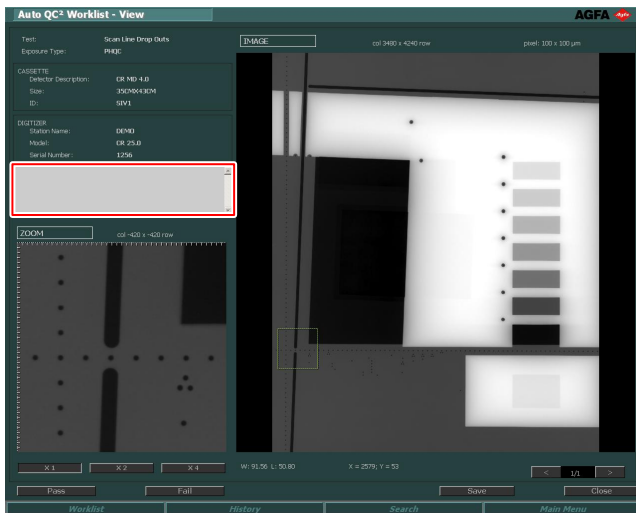 Auto QC² Worklist - View
AGFA Agfa
Test: Scan Line Drop Outs
Exposure Type: PHQC
CASSETTE
Detector Description: CR MD 4.0
Size: 35CMX43CM
ID: SIV1
DIGITIZER
Station Name: DEMO
Model: CR 25.0
Serial Number: 1256
ZOOM col -420 x -420 row
X 1 X 2 X 4
IMAGE col 3480 x 4240 row pixel: 100 x 100 µm
W: 91.56 L: 50.80 X = 2579; Y = 53
< 1/1 >
Pass Fail Save Close
Worklist History Search Main Menu